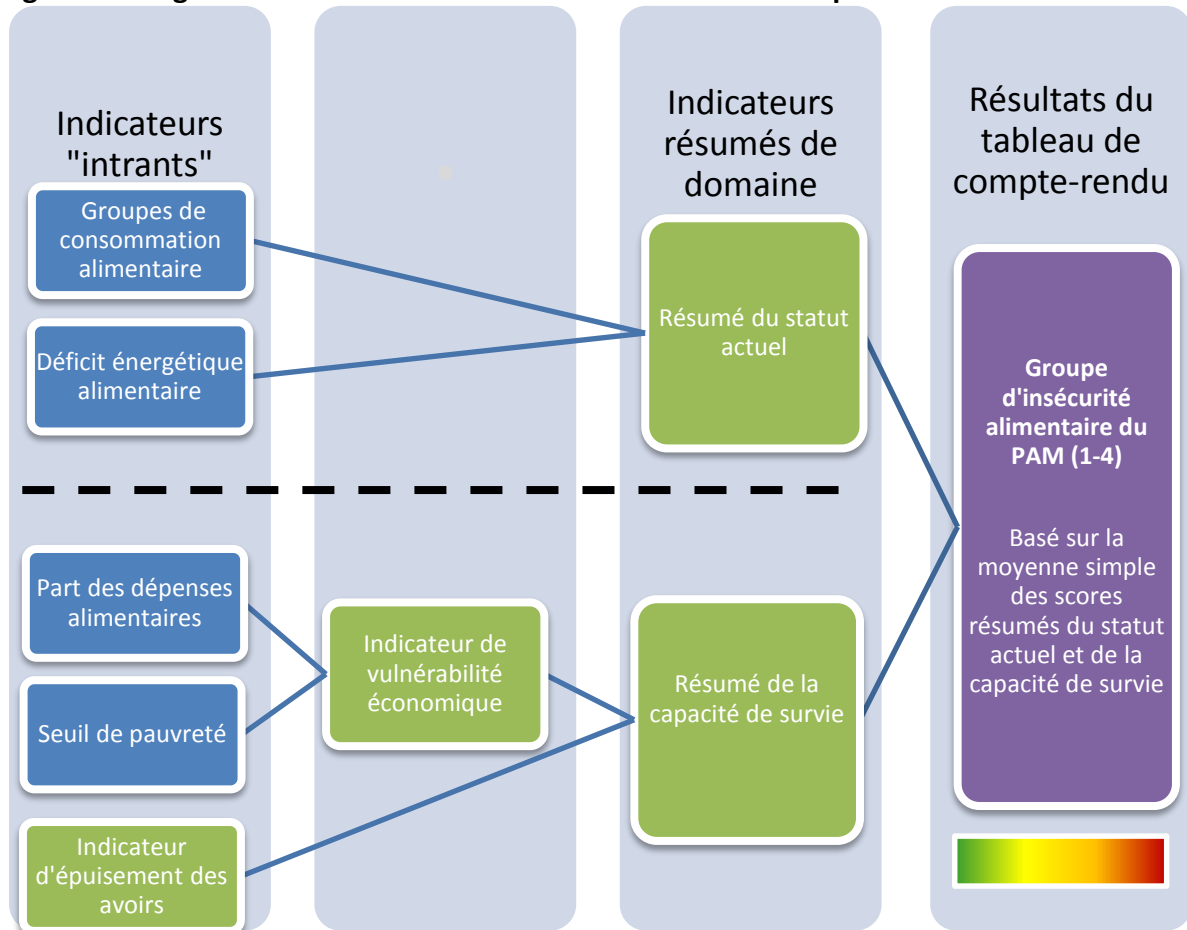 Indicateurs
"intrants"
Groupes de
consommation
alimentaire
Déficit énergétique
alimentaire
Part des dépenses
alimentaires
Seuil de pauvreté
Indicateur
d'épuisement des
avoirs
Indicateur de
vulnérabilité
économique
Indicateurs
résumés de
domaine
Résumé du statut
actuel
Résumé de la
capacité de survie
Résultats du
tableau de
compte-rendu
Groupe
d'insécurité
alimentaire du
PAM (1-4)
Basé sur la
moyenne simple
des scores
résumés du statut
actuel et de la
capacité de survie